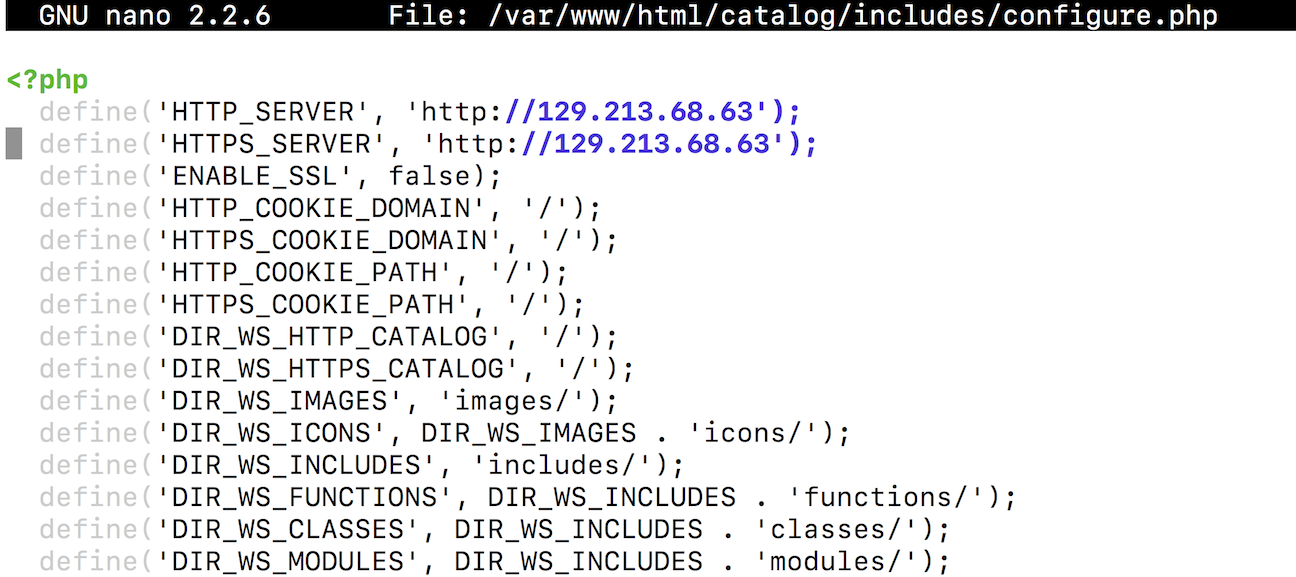 GNU nano 2.2.6 File: /var/www/html/catalog/includes/configure.php
<?php
define('HTTP_SERVER', 'http://129.213.68.63');
define('HTTPS_SERVER', 'http://129.213.68.63');
define('ENABLE_SSL', false);
define('HTTP_COOKIE_DOMAIN', '/');
define('HTTPS_COOKIE_DOMAIN', '/');
define('HTTP_COOKIE_PATH', '/');
define('HTTPS_COOKIE_PATH', '/');
define('DIR_WS_HTTP_CATALOG', '/');
define('DIR_WS_HTTPS_CATALOG', '/');
define('DIR_WS_IMAGES', 'images/');
define('DIR_WS_ICONS', DIR_WS_IMAGES . 'icons/');
define('DIR_WS_INCLUDES', 'includes/');
define('DIR_WS_FUNCTIONS', DIR_WS_INCLUDES . 'functions/');
define('DIR_WS_CLASSES', DIR_WS_INCLUDES . 'classes/');
define('DIR_WS_MODULES', DIR_WS_INCLUDES . 'modules/');